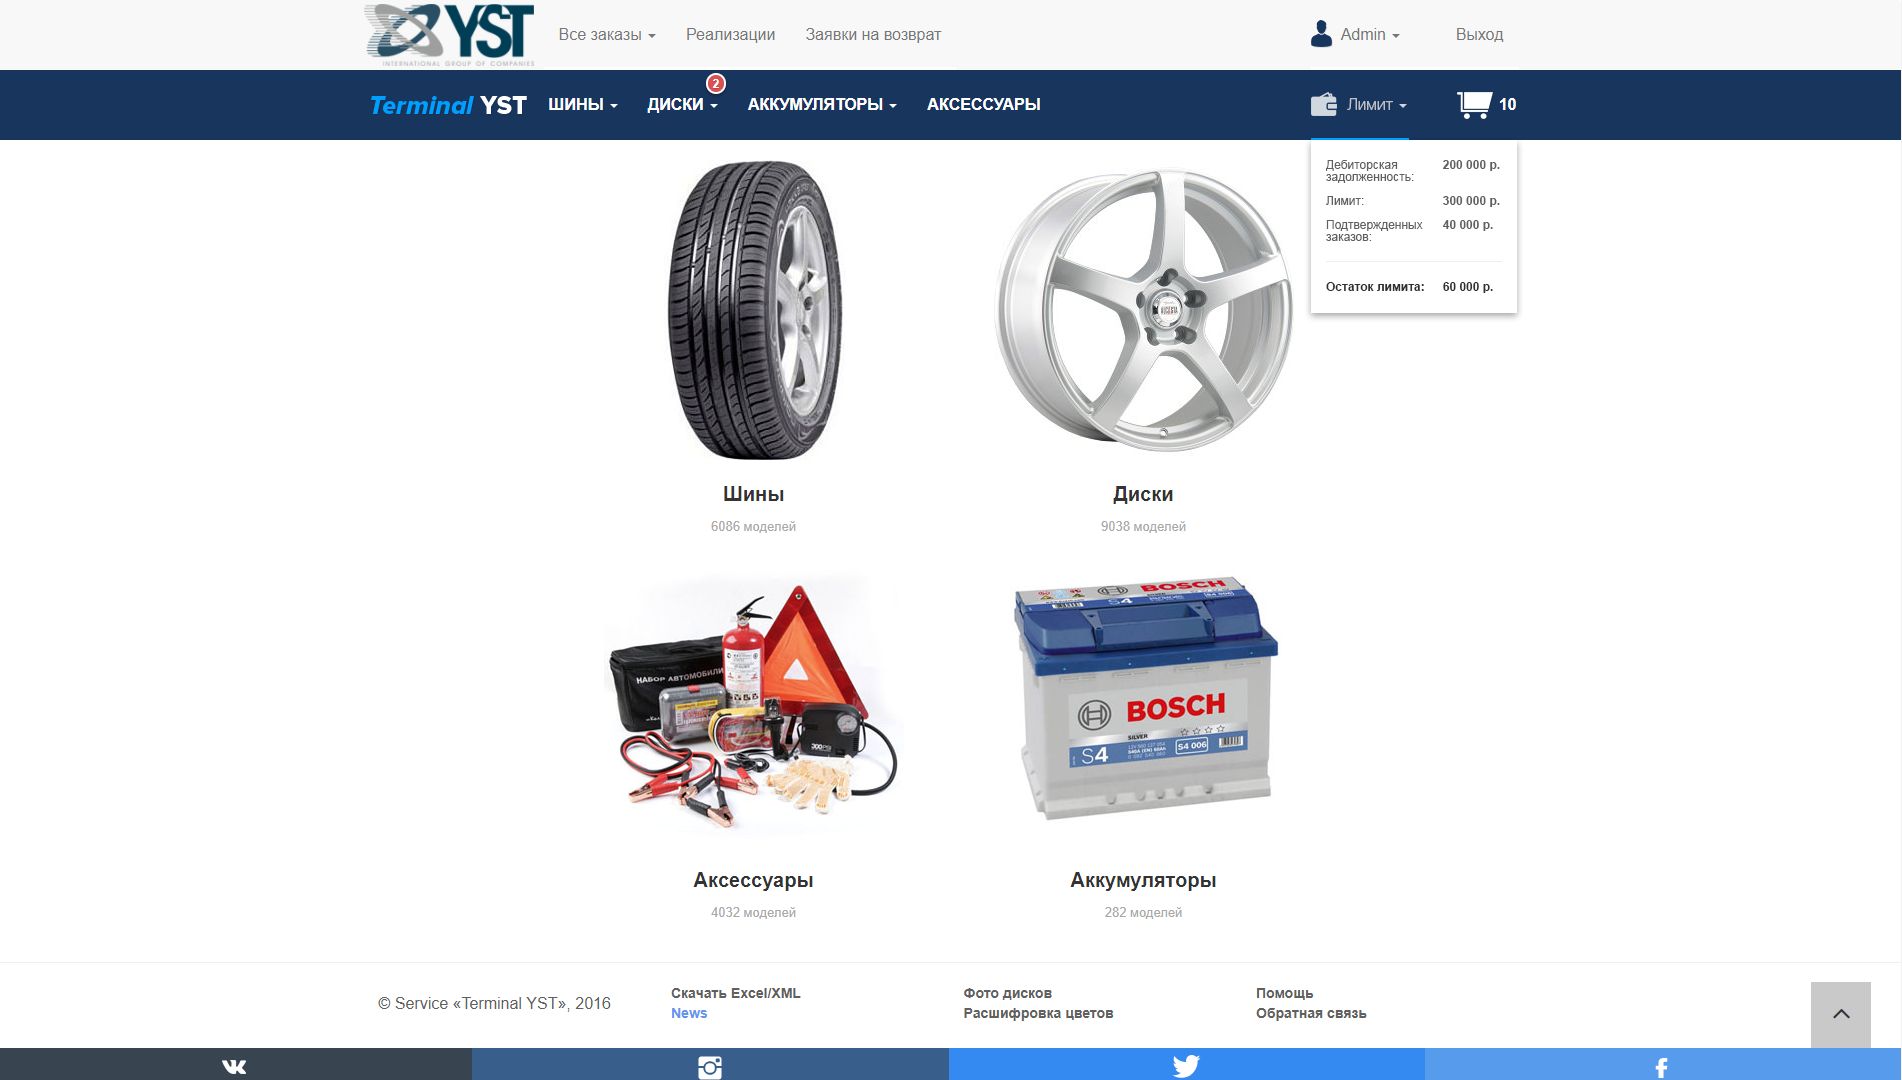 YST
INTERNATIONAL GROUP OF COMPANIES
Все заказы
Реализации
Заявки на возврат
Admin
Выход
Terminal YST
ШИНЫ
ДИСКИ
2
АККУМУЛЯТОРЫ
АКСЕССУАРЫ
Лимит
10
Дебиторская
задолженность:
200 000 р.
Лимит:
300 000 р.
Подтвержденных
заказов:
40 000 р.
Остаток лимита:
60 000 р.
Шины
6086 моделей
Диски
9038 моделей
НАБОР АВТОМОБИЛИ
300PSI
BOSCH
S4
BOSCH
SILVER
S4
S4 006
Аксессуары
4032 моделей
Аккумуляторы
282 моделей
© Service «Terminal YST», 2016
Скачать Excel/XML
News
Фото дисков
Расшифровка цветов
Помощь
Обратная связь